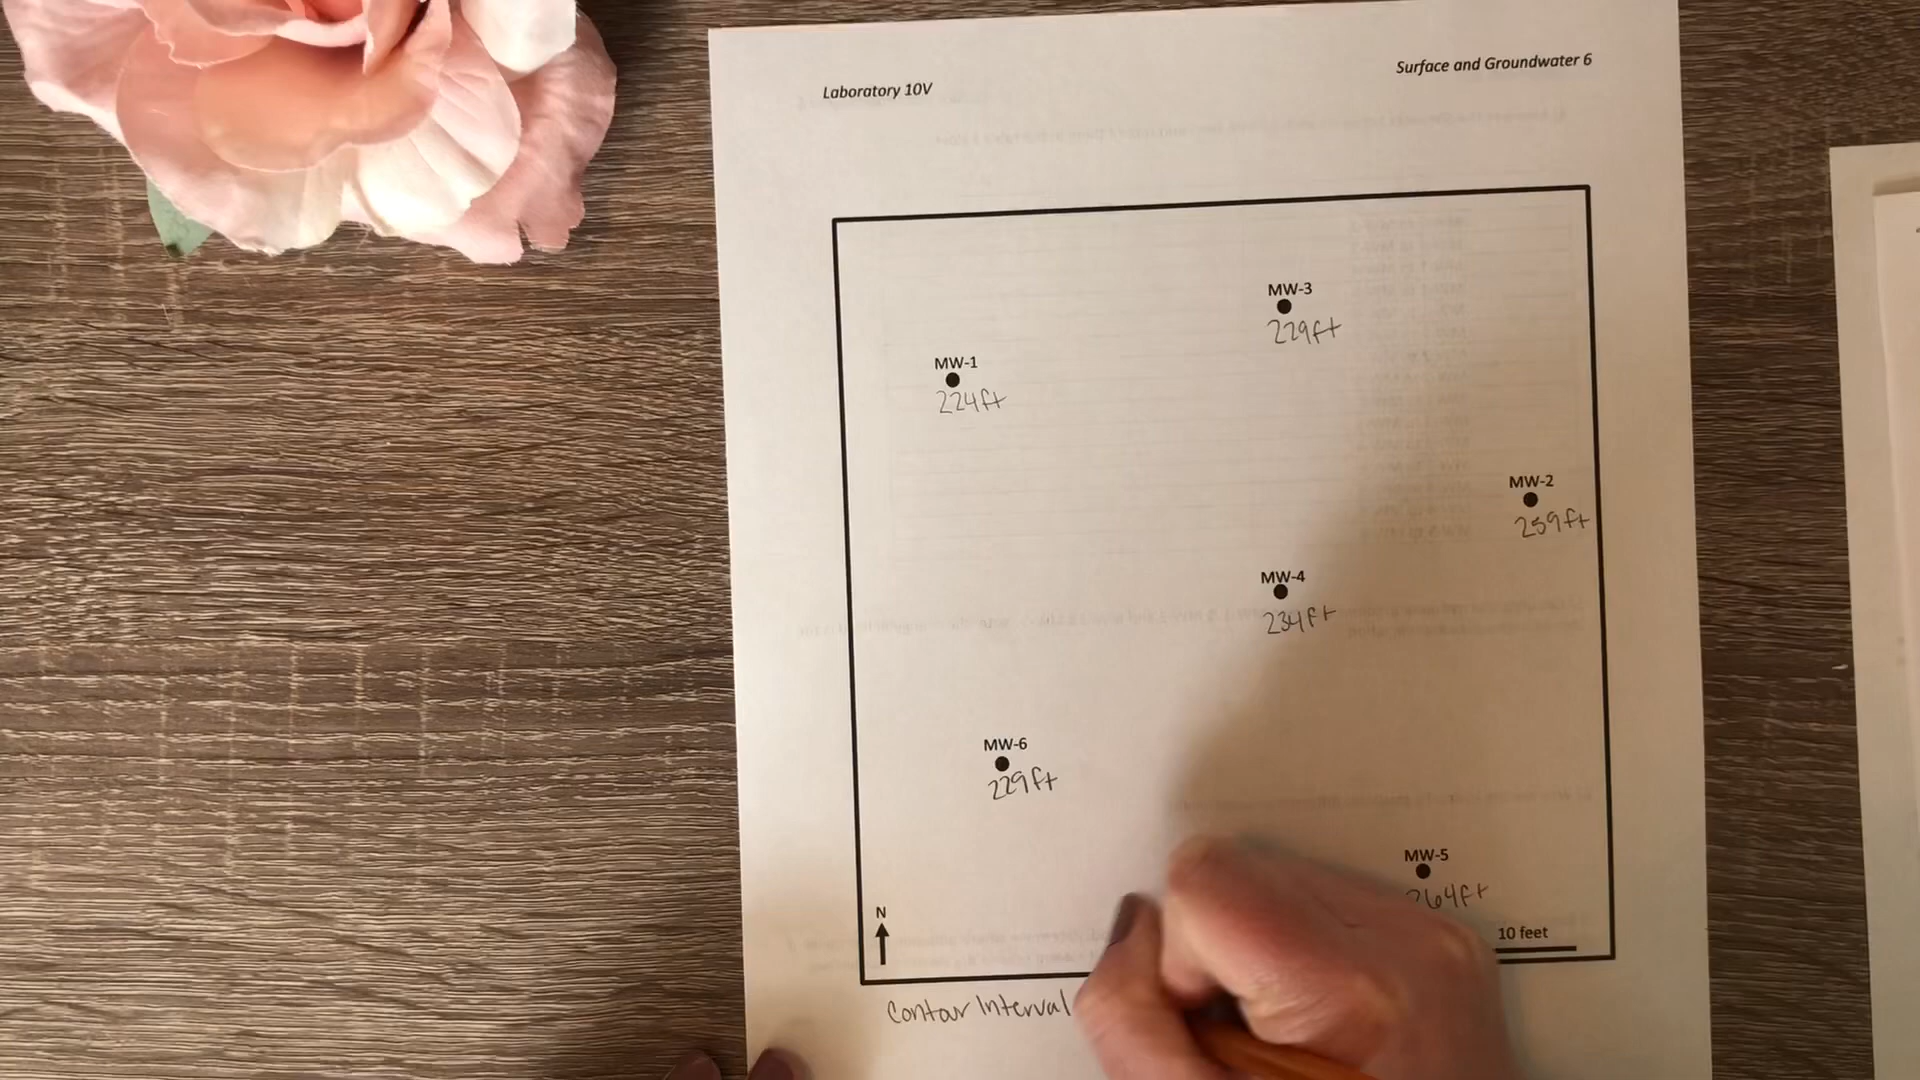 Laboratory 10V
Surface and Groundwater 6
MW-3
229ft
MW-1
224ft
MW-2
259ft
MW-4
234ft
MW-6
229ft
MW-5
264ft
N
10 feet
Contour Interval